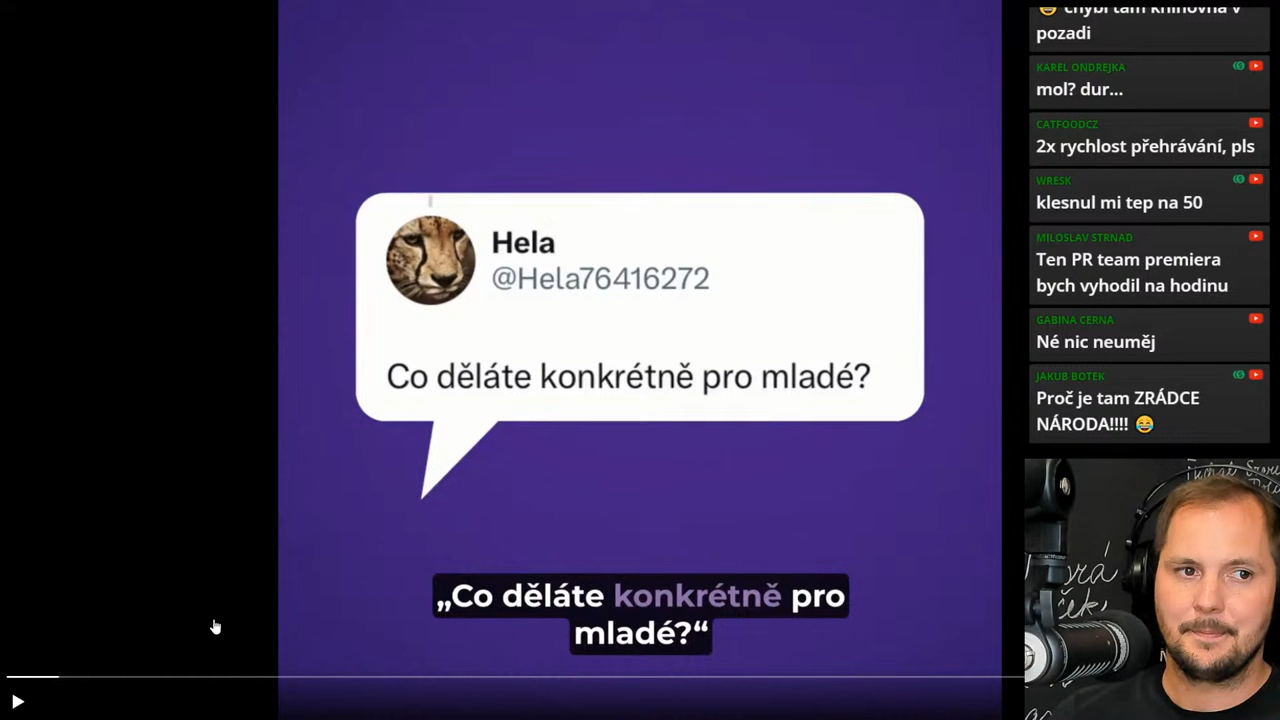 Hela
@Hela76416272
Co děláte konkrétně pro mladé?
„Co děláte konkrétně pro
mladé?“
😂 chybí tam knihovna v
pozadi
KAREL ONDREJKA
mol? dur...
CATFOODCZ
2x rychlost přehrávání, pls
WRESK
klesnul mi tep na 50
MILOSLAV STRNAD
Ten PR team premiera
bych vyhodil na hodinu
GABINA CERNA
Né nic neuměj
JAKUB BOTEK
Proč je tam ZRÁDCE
NÁRODA!!!! 😂